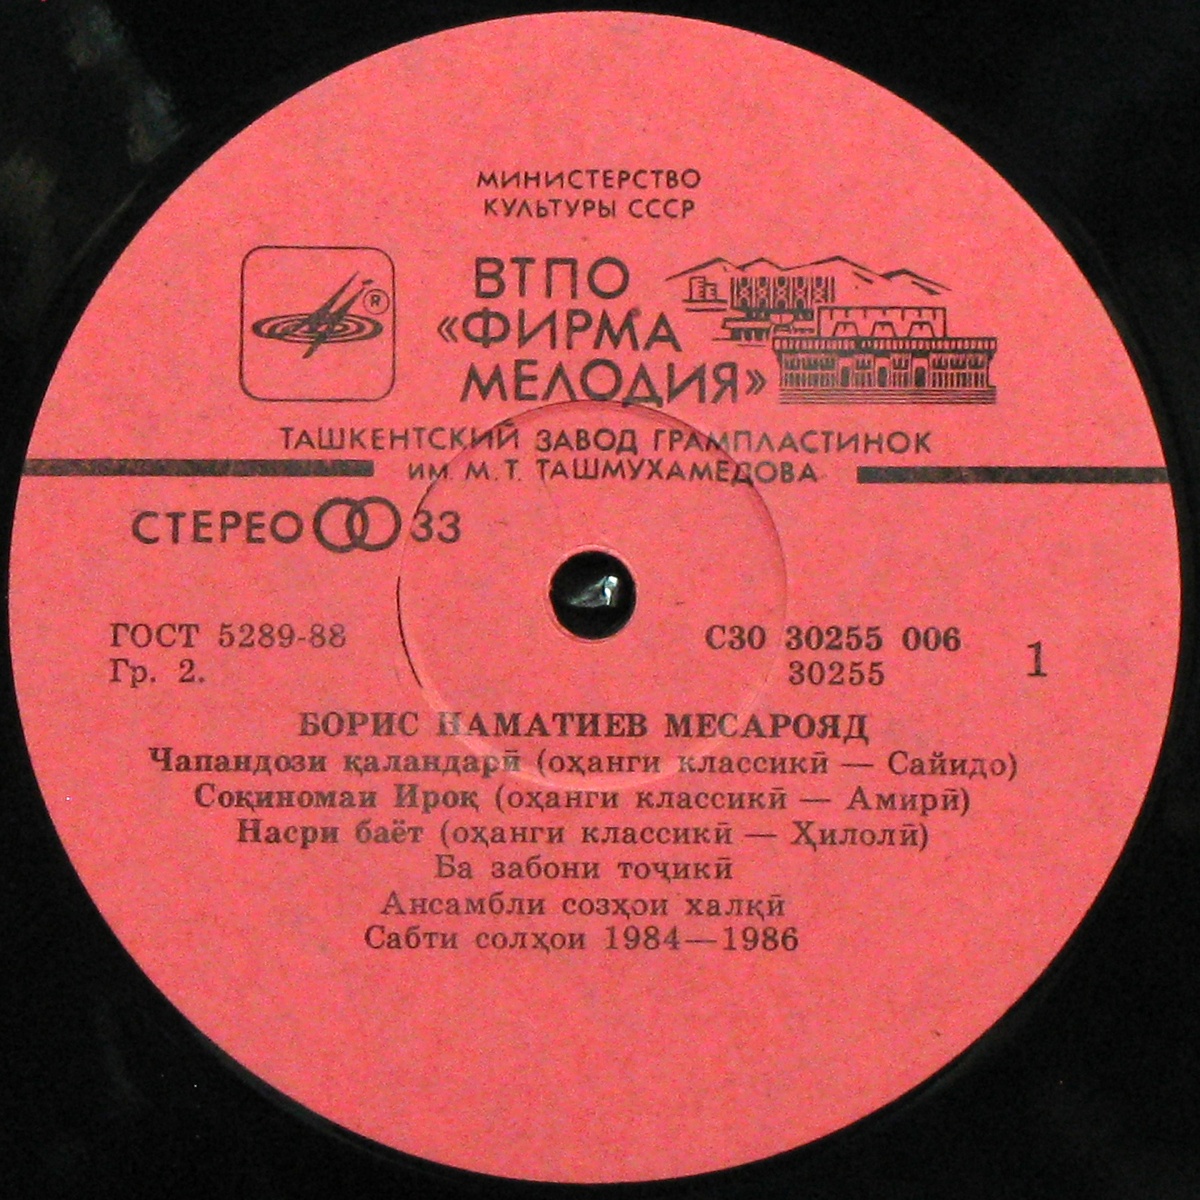 МИНИСТЕРСТВО
КУЛЬТУРЫ СССР
ВТПО
«ФИРМА
МЕЛОДИЯ»
®
ТАШКЕНТСКИЙ ЗАВОД ГРАМПЛАСТИНОК
ИМ. М. Т. ТАШМУХАМЕДОВА
СТЕРЕО 33
ГОСТ 5289-88
Гр. 2.
С30 30255 006
30255
1
БОРИС НАМАТИЕВ МЕСАРОЯД
Чапандози қаландарӣ (оҳанги классикӣ — Сайидо)
Соқиномаи Ироқ (оҳанги классикӣ — Амирӣ)
Насри баёт (оҳанги классикӣ — Ҳилолӣ)
Ба забони тоҷикӣ
Ансамбли созҳои халқӣ
Сабти солҳои 1984—1986